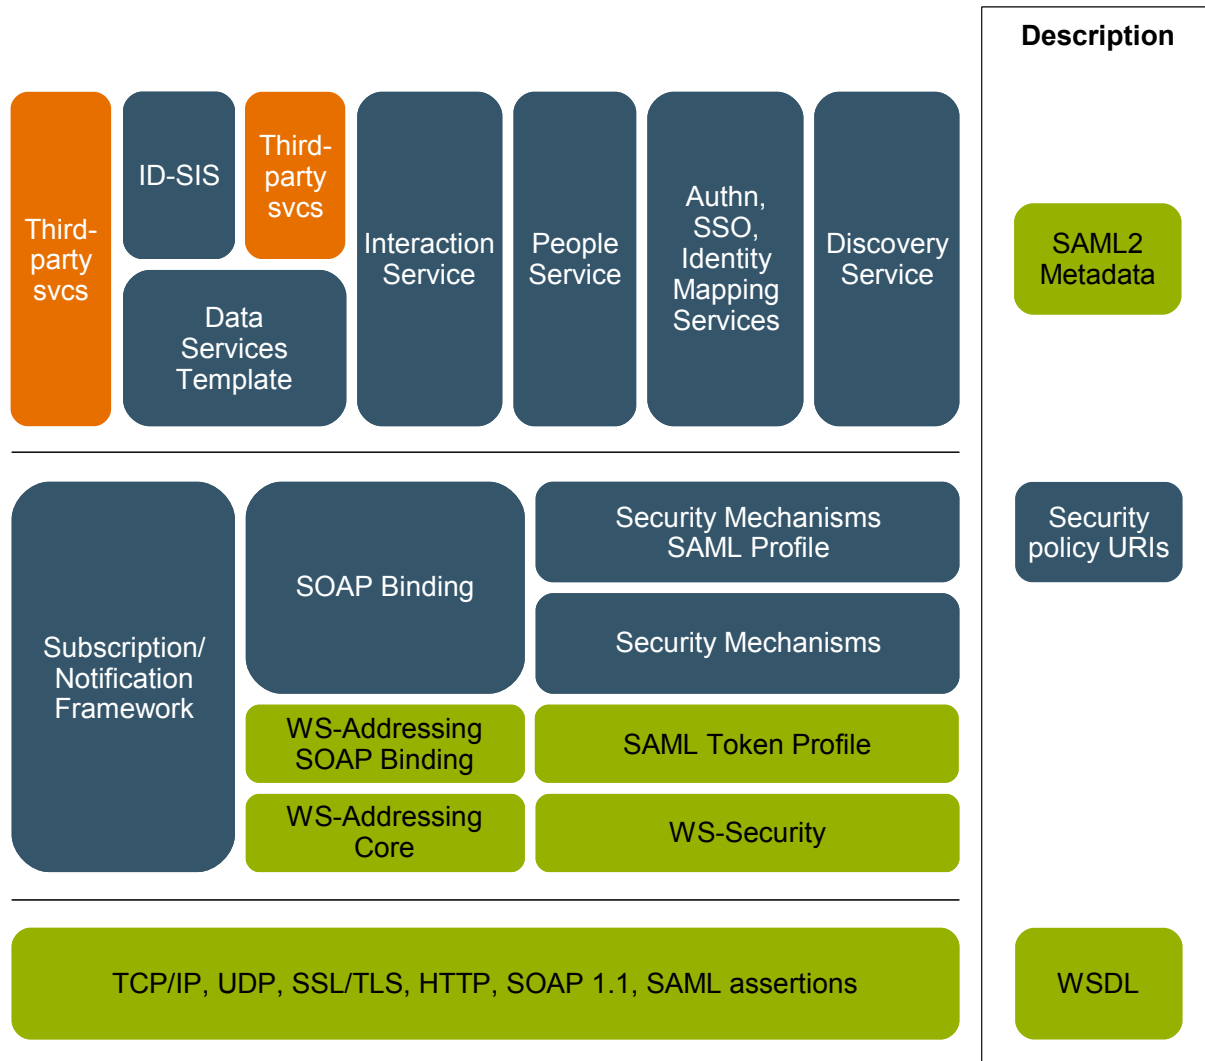 Description
Third-
party
svcs
ID-SIS
Third-
party
svcs
Data
Services
Template
Interaction
Service
People
Service
Authn,
SSO,
Identity
Mapping
Services
Discovery
Service
SAML2
Metadata
Subscription/
Notification
Framework
SOAP Binding
Security Mechanisms
SAML Profile
Security Mechanisms
Security
policy URIs
WS-Addressing
SOAP Binding
SAML Token Profile
WS-Addressing
Core
WS-Security
TCP/IP, UDP, SSL/TLS, HTTP, SOAP 1.1, SAML assertions
WSDL